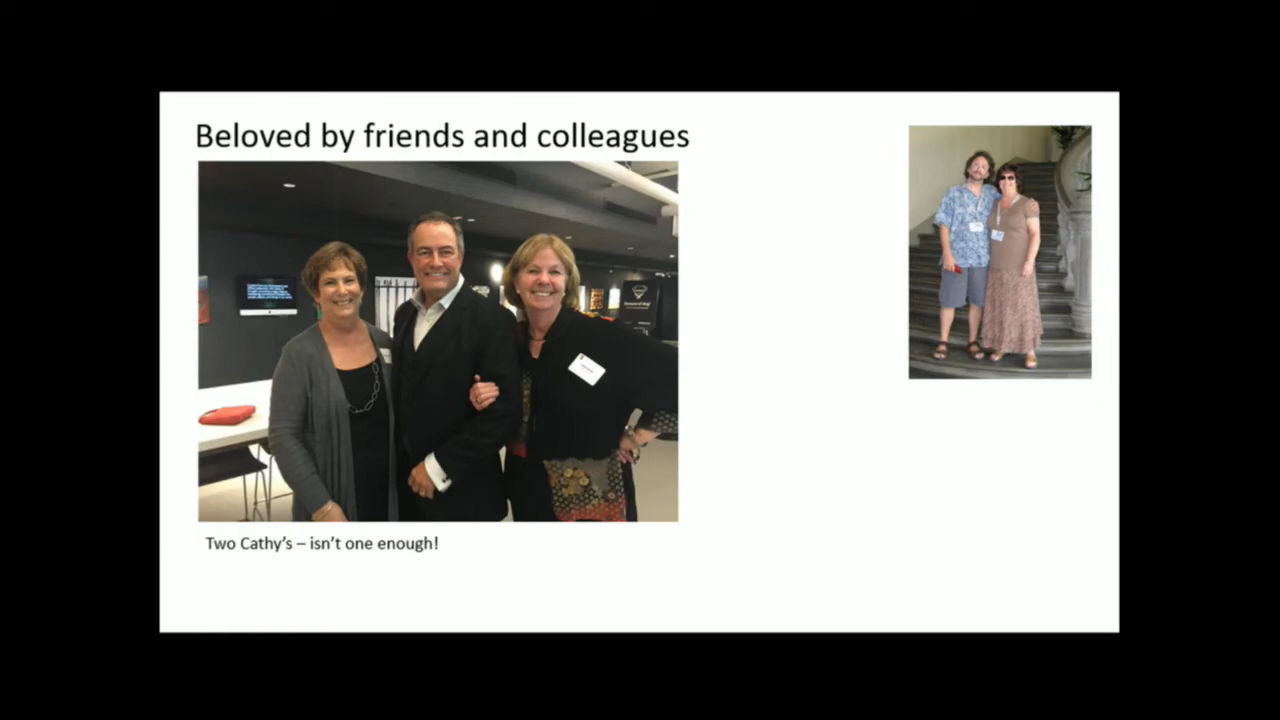 Beloved by friends and colleagues
Two Cathy's – isn't one enough!